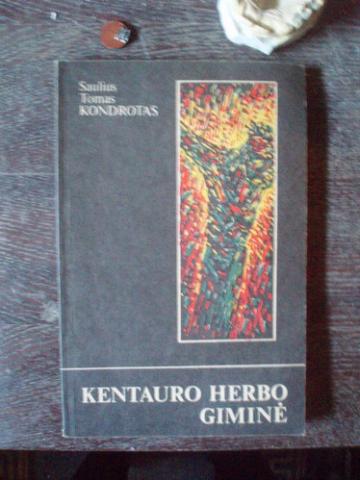 Saulius
Tomas
KONDROTAS
KENTAURO HERBO
GIMINĖ